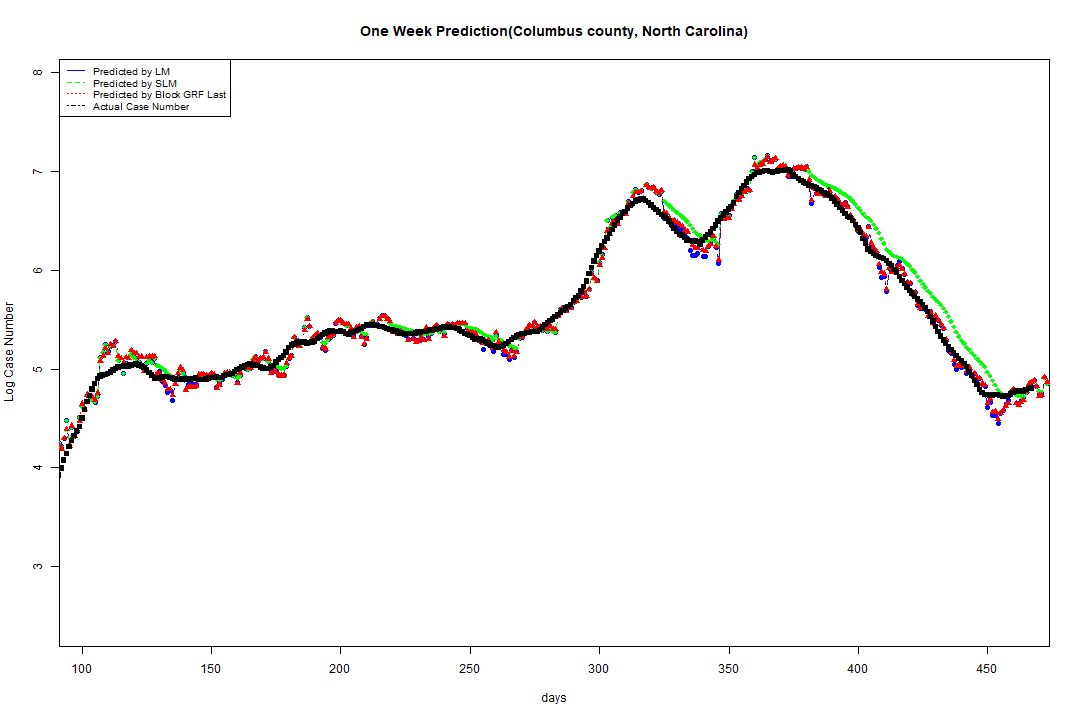 One Week Prediction(Columbus county, North Carolina)
Predicted by LM
Predicted by SLM
Predicted by Block GRF Last
Actual Case Number
Log Case Number
8
7
6
5
4
3
100 150 200 250 300 350 400 450
days